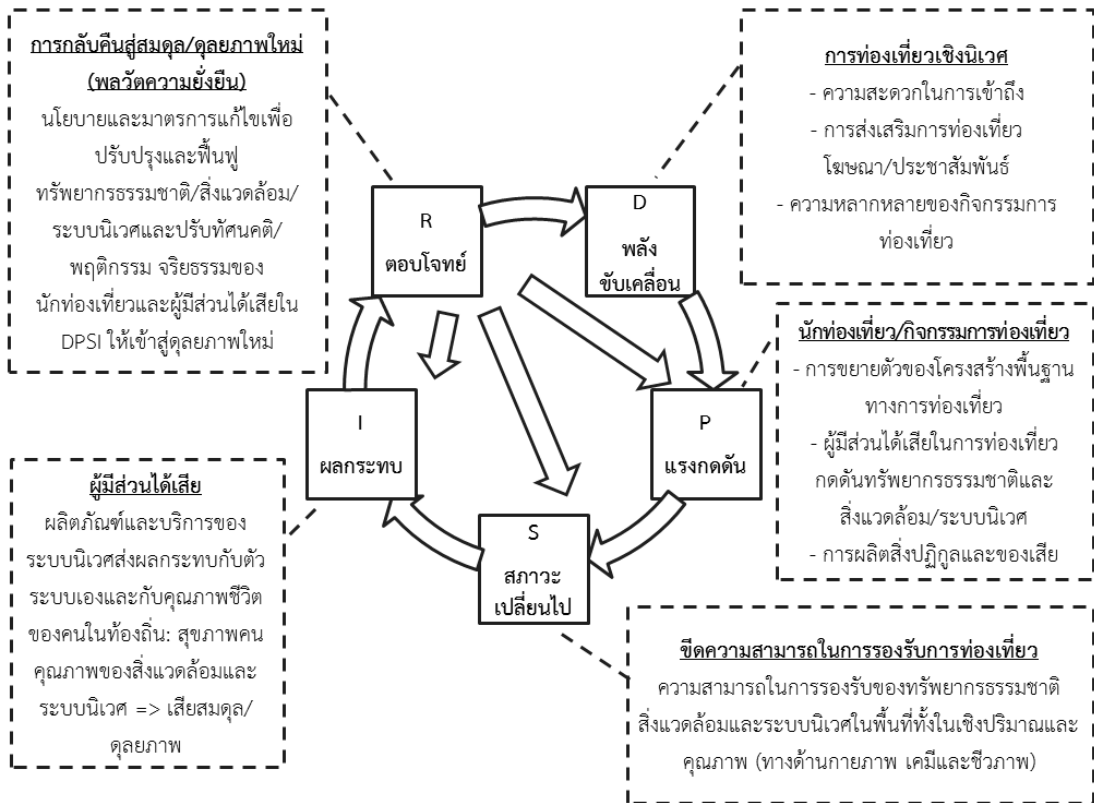 การกลับคืนสู่สมดุล/ดุลยภาพใหม่
(พลวัตความยั่งยืน)
นโยบายและมาตรการแก้ไขเพื่อ
ปรับปรุงและฟื้นฟู
ทรัพยากรธรรมชาติ/สิ่งแวดล้อม/
ระบบนิเวศและปรับทัศนคติ/
พฤติกรรม จริยธรรมของ
นักท่องเที่ยวและผู้มีส่วนได้เสียใน
DPSI ให้เข้าสู่ดุลยภาพใหม่
การท่องเที่ยวเชิงนิเวศ
- ความสะดวกในการเข้าถึง
- การส่งเสริมการท่องเที่ยว
โฆษณา/ประชาสัมพันธ์
- ความหลากหลายของกิจกรรมการ
ท่องเที่ยว
R
ตอบโจทย์
D
พลัง
ขับเคลื่อน
นักท่องเที่ยว/กิจกรรมการท่องเที่ยว
- การขยายตัวของโครงสร้างพื้นฐาน
ทางการท่องเที่ยว
- ผู้มีส่วนได้เสียในการท่องเที่ยว
กดดันทรัพยากรธรรมชาติและ
สิ่งแวดล้อม/ระบบนิเวศ
- การผลิตสิ่งปฏิกูลและของเสีย
I
ผลกระทบ
P
แรงกดดัน
ผู้มีส่วนได้เสีย
ผลิตภัณฑ์และบริการของ
ระบบนิเวศส่งผลกระทบกับตัว
ระบบเองและกับคุณภาพชีวิต
ของคนในท้องถิ่น: สุขภาพคน
คุณภาพของสิ่งแวดล้อมและ
ระบบนิเวศ => เสียสมดุล/
ดุลยภาพ
S
สภาวะ
เปลี่ยนไป
ขีดความสามารถในการรองรับการท่องเที่ยว
ความสามารถในการรองรับของทรัพยากรธรรมชาติ
สิ่งแวดล้อมและระบบนิเวศในพื้นที่ทั้งในเชิงปริมาณและ
คุณภาพ (ทางด้านกายภาพ เคมีและชีวภาพ)